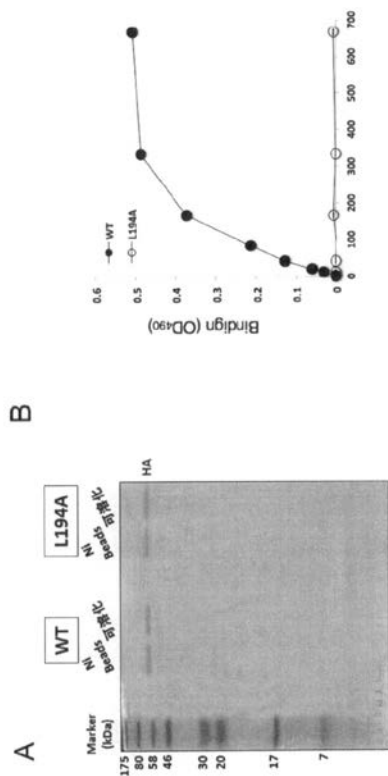 A
WT
L194A
Marker
(kDa)
Ni
Beads
可溶化
Ni
Beads
可溶化
175
80
58
46
30
20
17
7
HA
B
Bindign (OD490)
0.6
0.5
0.4
0.3
0.2
0.1
0
WT
L194A
0
100
200
300
400
500
600
700